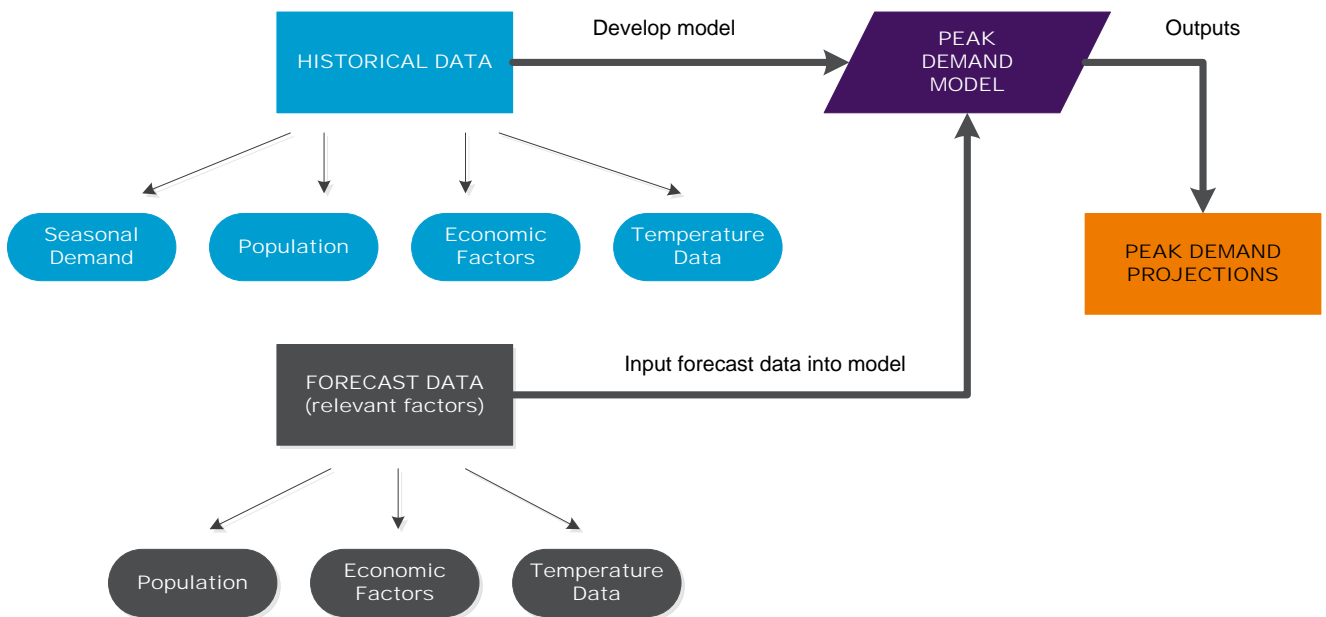 Develop model
Outputs
HISTORICAL DATA
PEAK
DEMAND
MODEL
Seasonal
Demand
Population
Economic
Factors
Temperature
Data
PEAK DEMAND
PROJECTIONS
Input forecast data into model
FORECAST DATA
(relevant factors)
Population
Economic
Factors
Temperature
Data